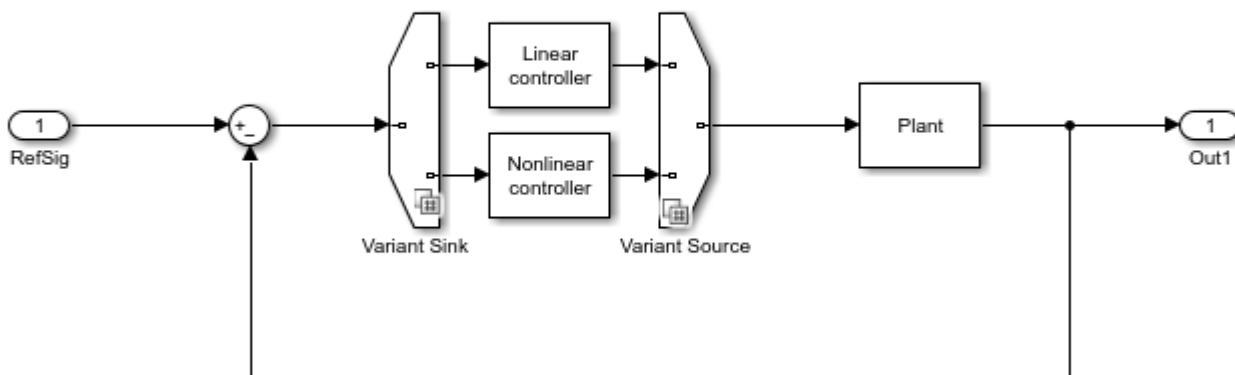 1
RefSig
+
_
Variant Sink
Linear
controller
Nonlinear
controller
Variant Source
Plant
1
Out1